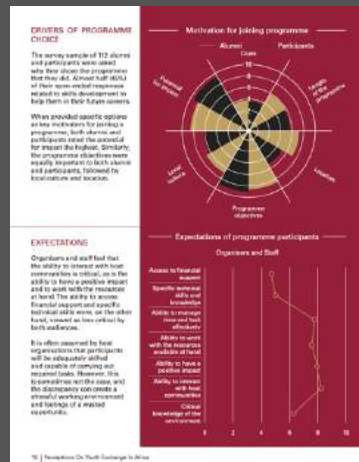 DRIVERS OF PROGRAMME
CHOICE
The survey sample of 112 alumni
and participants were asked
why they chose the programme
that they did. Almost half (46%)
of their open-ended responses
related to skills development to
help them in their future careers.
When provided specific options
as key motivators for joining a
programme, both alumni and
participants rated the potential
for impact the highest. Similarly,
the programme objectives were
equally important to both alumni
and participants, followed by
local culture and location.
Motivation for joining programme
Alumni
Participants
Costs
Potential
for impact
Length
of the
programme
Local
culture
Location
Programme
objectives
EXPECTATIONS
Organisers and staff feel that
the ability to interact with host
communities is critical, as is the
ability to have a positive impact
and to work with the resources
at hand. The ability to access
financial support and specific
technical skills were, on the other
hand, viewed as less critical by
both audiences.
It is often assumed by host
organisations that participants
will be adequately skilled
and capable of carrying out
required tasks. However, this
is sometimes not the case, and
the discrepancy can create a
stressful working environment
and feelings of a wasted
opportunity.
Expectations of programme participants
Organisers and Staff
Access to financial
support
Specific technical
skills and
knowledge
Ability to manage
time and task
effectively
Ability to work
with the resources
available at hand
Ability to have a
positive impact
Ability to interact
with host
communities
Critical
knowledge of the
environment
0 2 4 6 8 10
| Perceptions On Youth Exchange In Africa